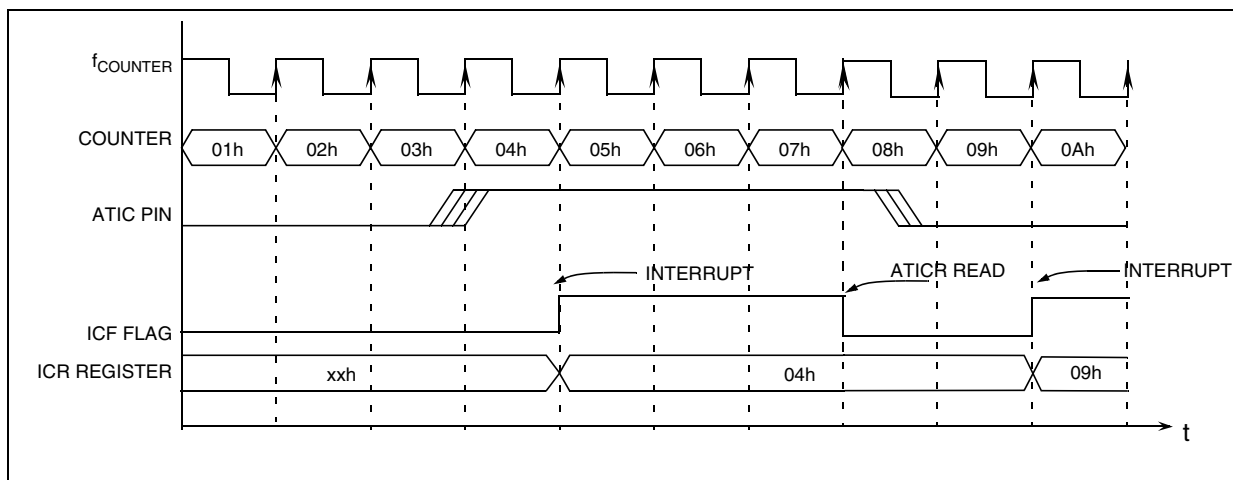 fCOUNTER
COUNTER 01h 02h 03h 04h 05h 06h 07h 08h 09h 0Ah
ATIC PIN
INTERRUPT ATICR READ INTERRUPT
ICF FLAG
ICR REGISTER xxh 04h 09h
t